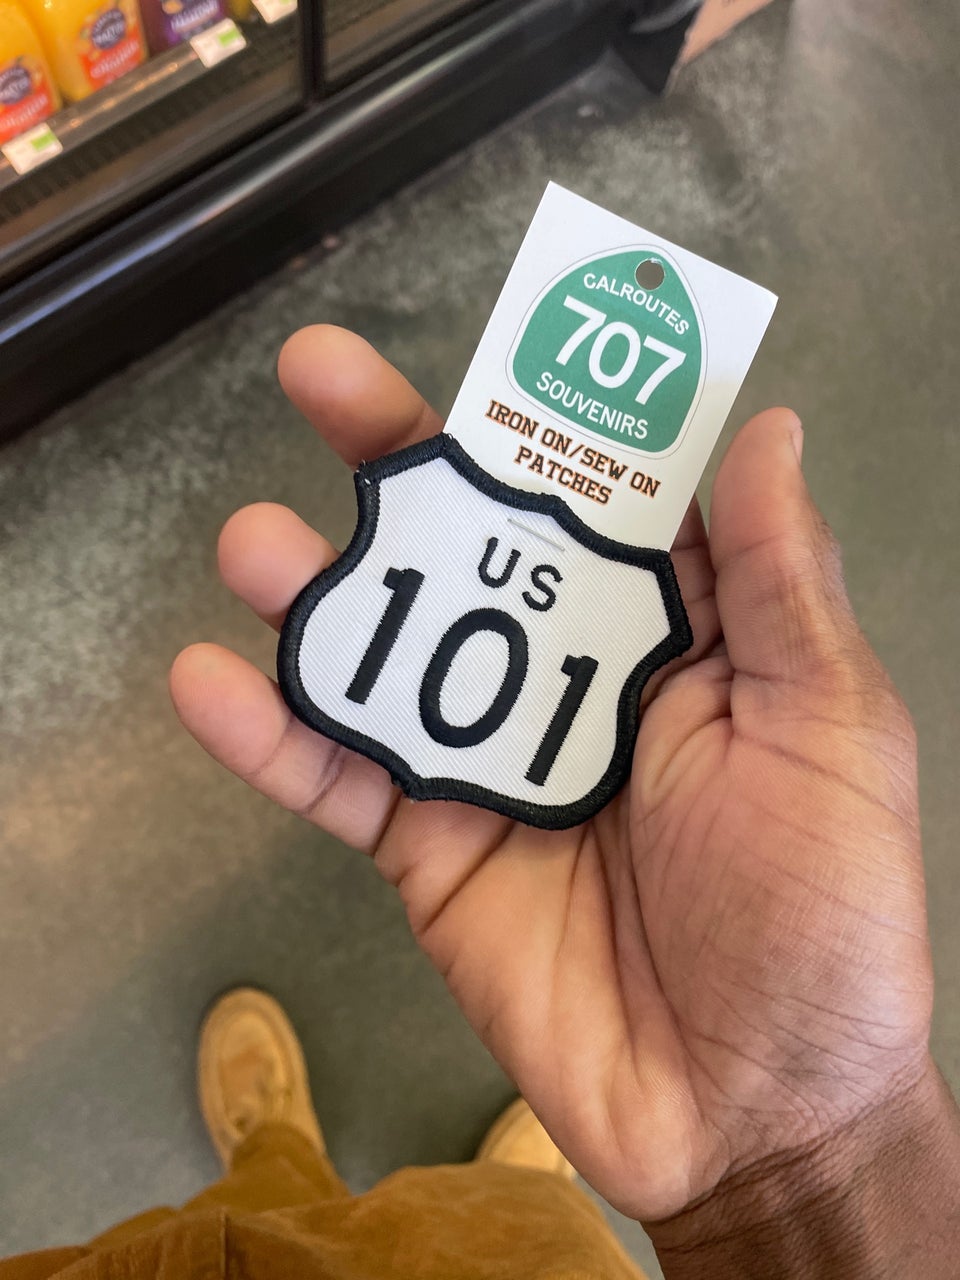 CALROUTES
707
SOUVENIRS
IRON ON/SEW ON
PATCHES
US
101